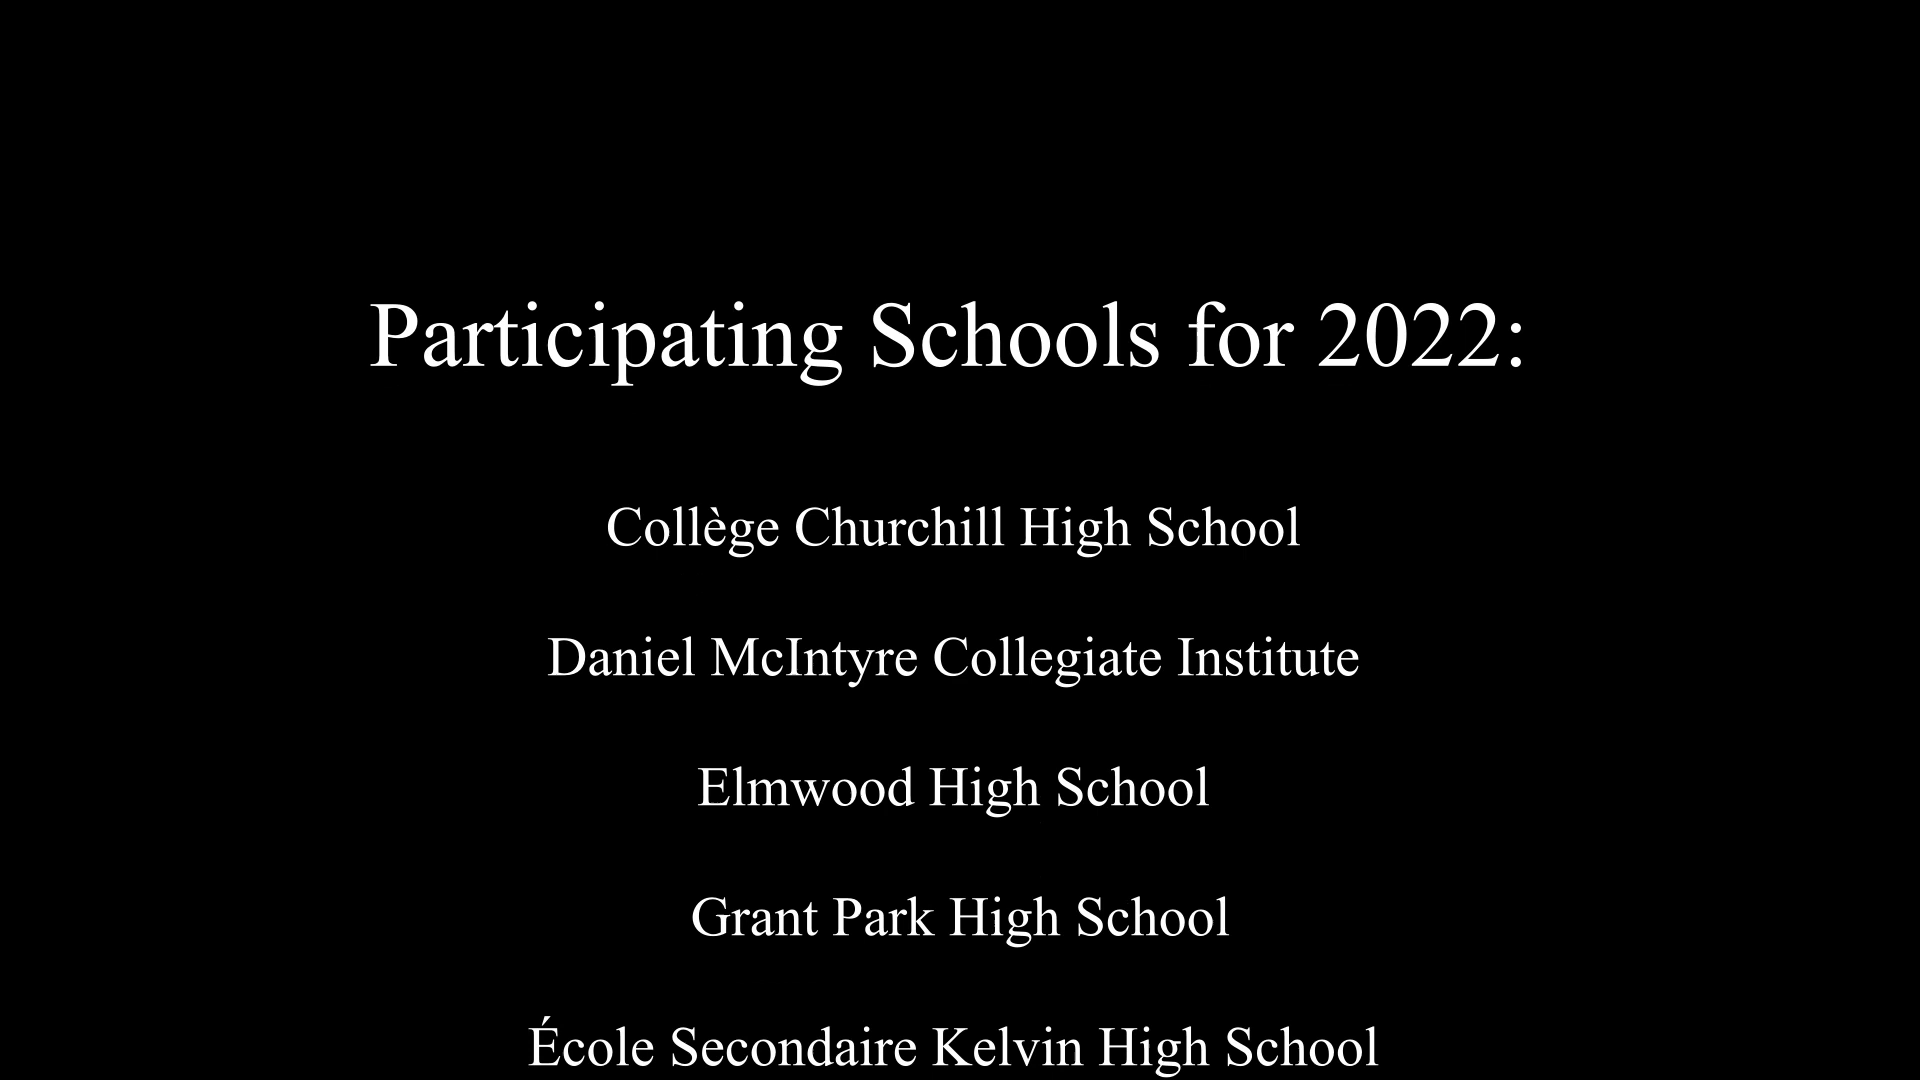 Participating Schools for 2022:
Collège Churchill High School
Daniel McIntyre Collegiate Institute
Elmwood High School
Grant Park High School
École Secondaire Kelvin High School